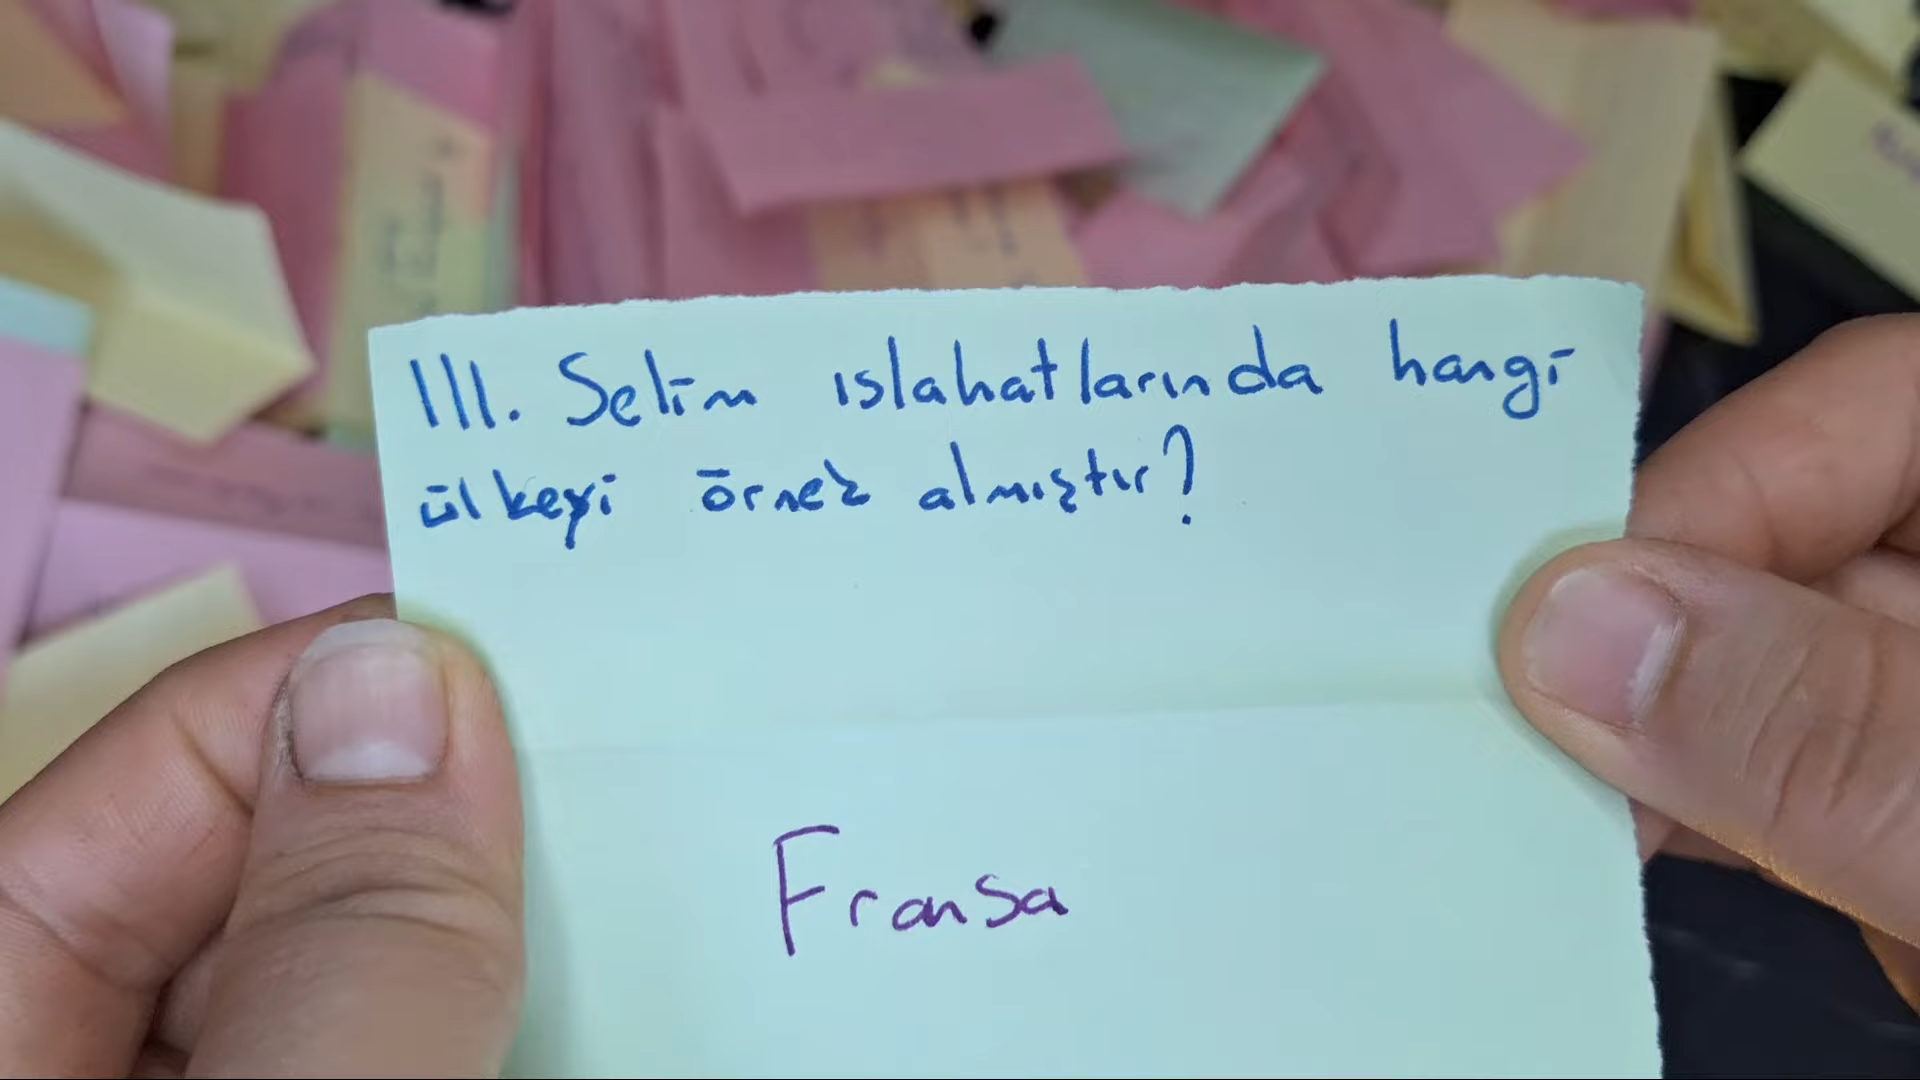 III. Selim ıslahatlarında hangi
ülkeyi örnek almıştır?
Fransa